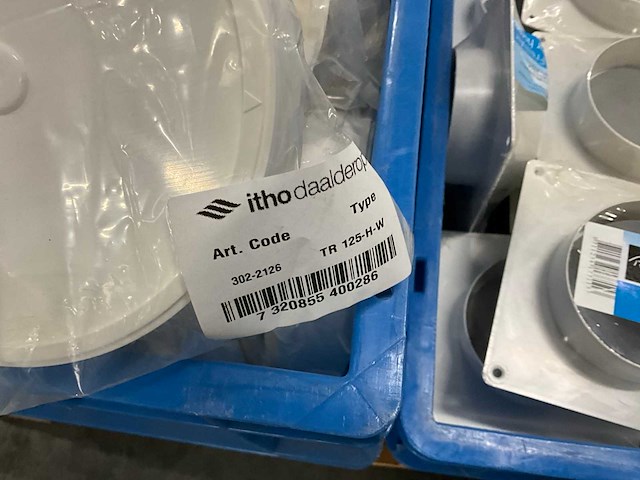 ithodaalderop
Art. Code
Type
302-2126
TR 125-H-W
7 320855 400286